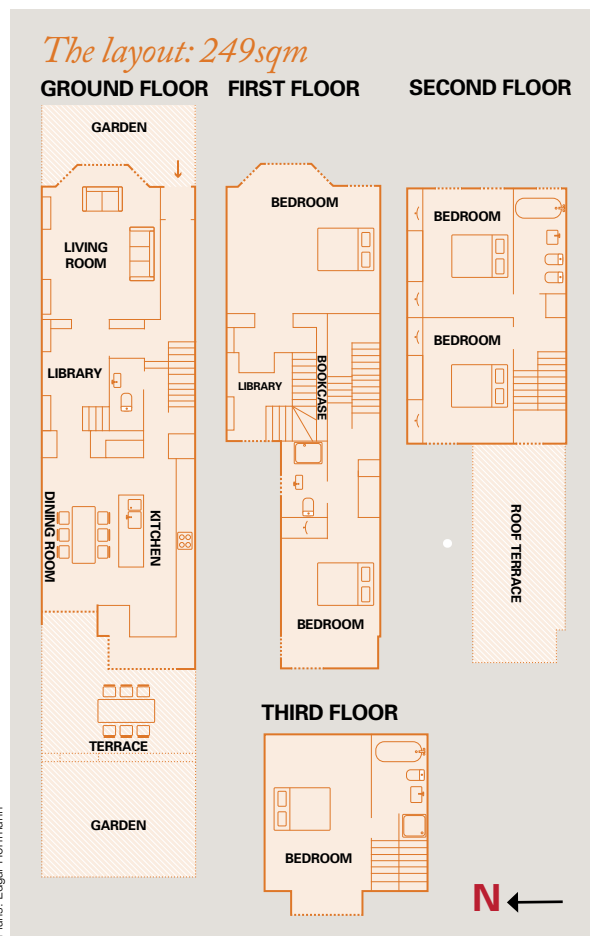 The layout: 249sqm
GROUND FLOOR
FIRST FLOOR
SECOND FLOOR
GARDEN
LIVING
ROOM
LIBRARY
DINING ROOM
KITCHEN
TERRACE
GARDEN
BEDROOM
LIBRARY
BOOKCASE
BEDROOM
BEDROOM
BEDROOM
ROOF TERRACE
THIRD FLOOR
BEDROOM
N